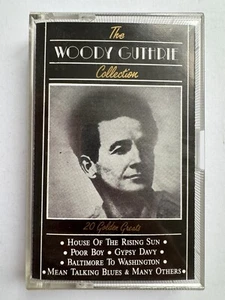 The
WOODY GUTHRIE
Collection
20 Golden Greats
• HOUSE OF THE RISING SUN •
• POOR BOY • GYPSY DAVY •
BALTIMORE TO WASHINGTON •
• MEAN TALKING BLUES & MANY OTHERS •